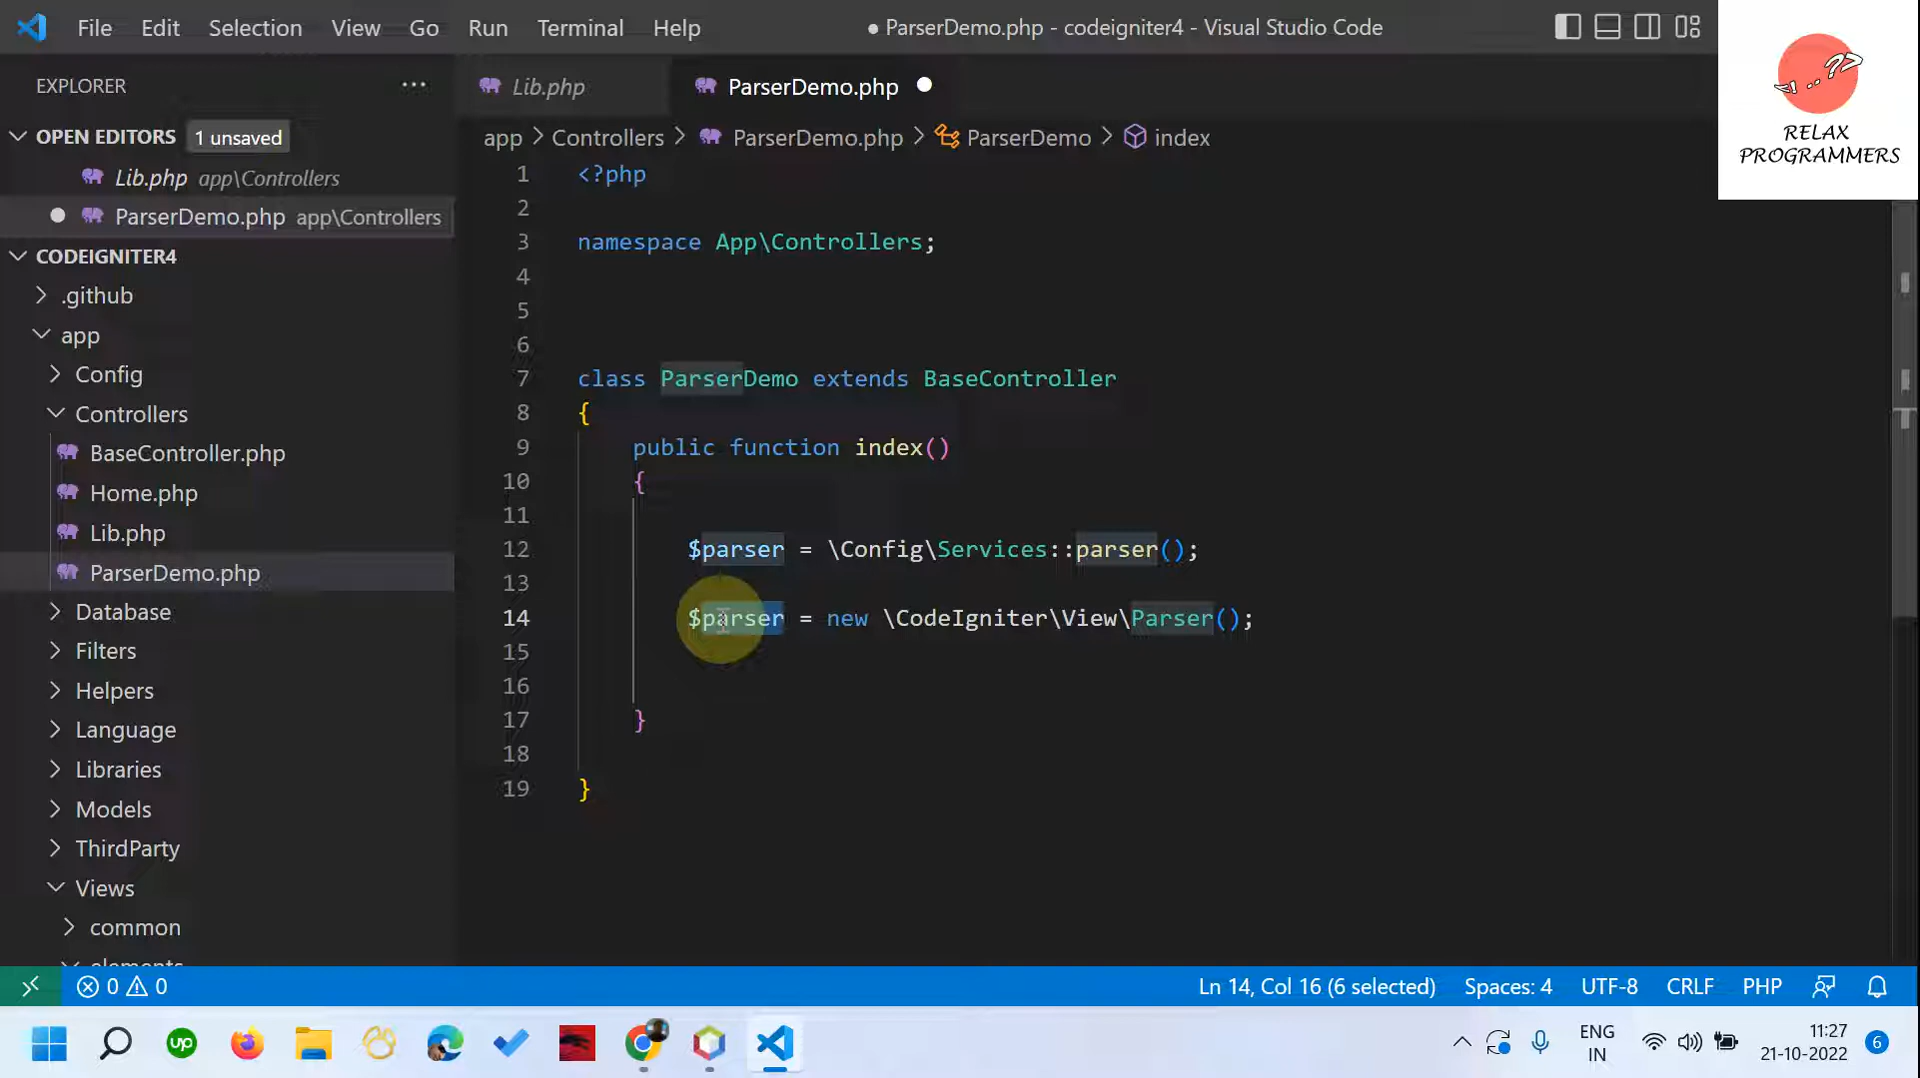 File Edit Selection View Go Run Terminal Help
● ParserDemo.php - codeigniter4 - Visual Studio Code
<!...??>
RELAX
PROGRAMMERS
EXPLORER ···
OPEN EDITORS 1 unsaved
Lib.php app\Controllers
ParserDemo.php app\Controllers
CODEIGNITER4
.github
app
Config
Controllers
BaseController.php
Home.php
Lib.php
ParserDemo.php
Database
Filters
Helpers
Language
Libraries
Models
ThirdParty
Views
common
elements
Lib.php ParserDemo.php
app > Controllers > ParserDemo.php > ParserDemo > index
1 <?php
2
3 namespace App\Controllers;
4
5
6
7 class ParserDemo extends BaseController
8 {
9 public function index()
10 {
11
12 $parser = \Config\Services::parser();
13
14 $parser = new \CodeIgniter\View\Parser();
15
16
17 }
18
19 }
0 0 Ln 14, Col 16 (6 selected) Spaces: 4 UTF-8 CRLF PHP
up
ENG
IN
11:27
21-10-2022
6